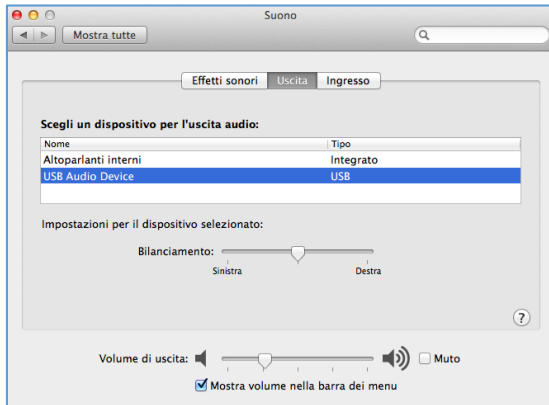 Suono
Mostra tutte
Effetti sonori Uscita Ingresso
Scegli un dispositivo per l'uscita audio:
Nome Tipo
Altoparlanti interni Integrato
USB Audio Device USB
Impostazioni per il dispositivo selezionato:
Bilanciamento:
Sinistra Destra
?
Volume di uscita: Muto
Mostra volume nella barra dei menu